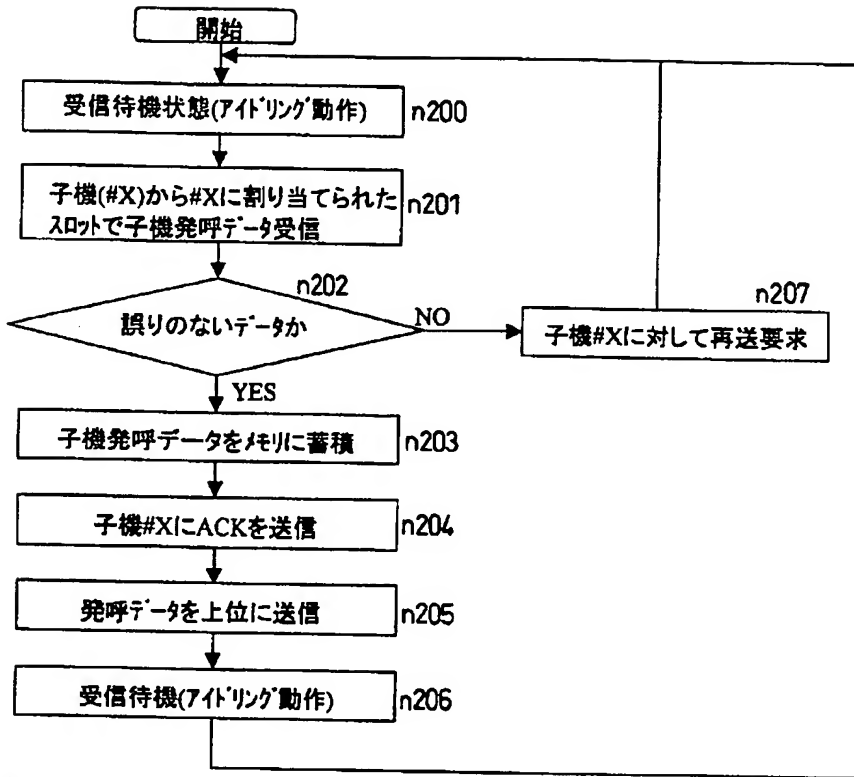 開始
受信待機状態(アイドリング動作)
n200
子機(#X)から#Xに割り当てられた
スロットで子機発呼データ受信
n201
n202
誤りのないデータか
NO
YES
n207
子機#Xに対して再送要求
子機発呼データをメモリに蓄積
n203
子機#XにACKを送信
n204
発呼データを上位に送信
n205
受信待機(アイドリング動作)
n206